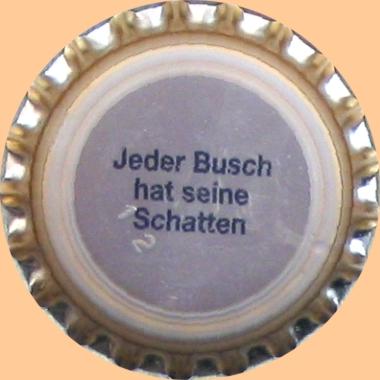 Jeder Busch
hat seine
Schatten